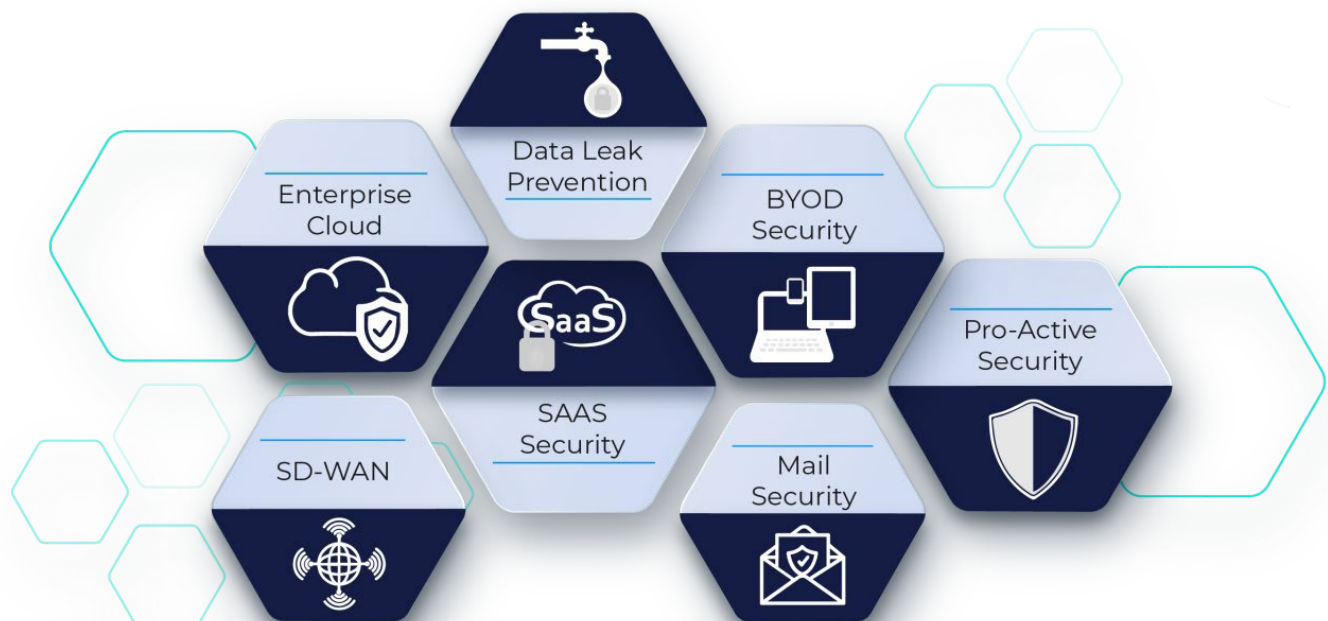 Data Leak
Prevention
Enterprise
Cloud
BYOD
Security
SaaS
SAAS
Security
Pro-Active
Security
SD-WAN
Mail
Security